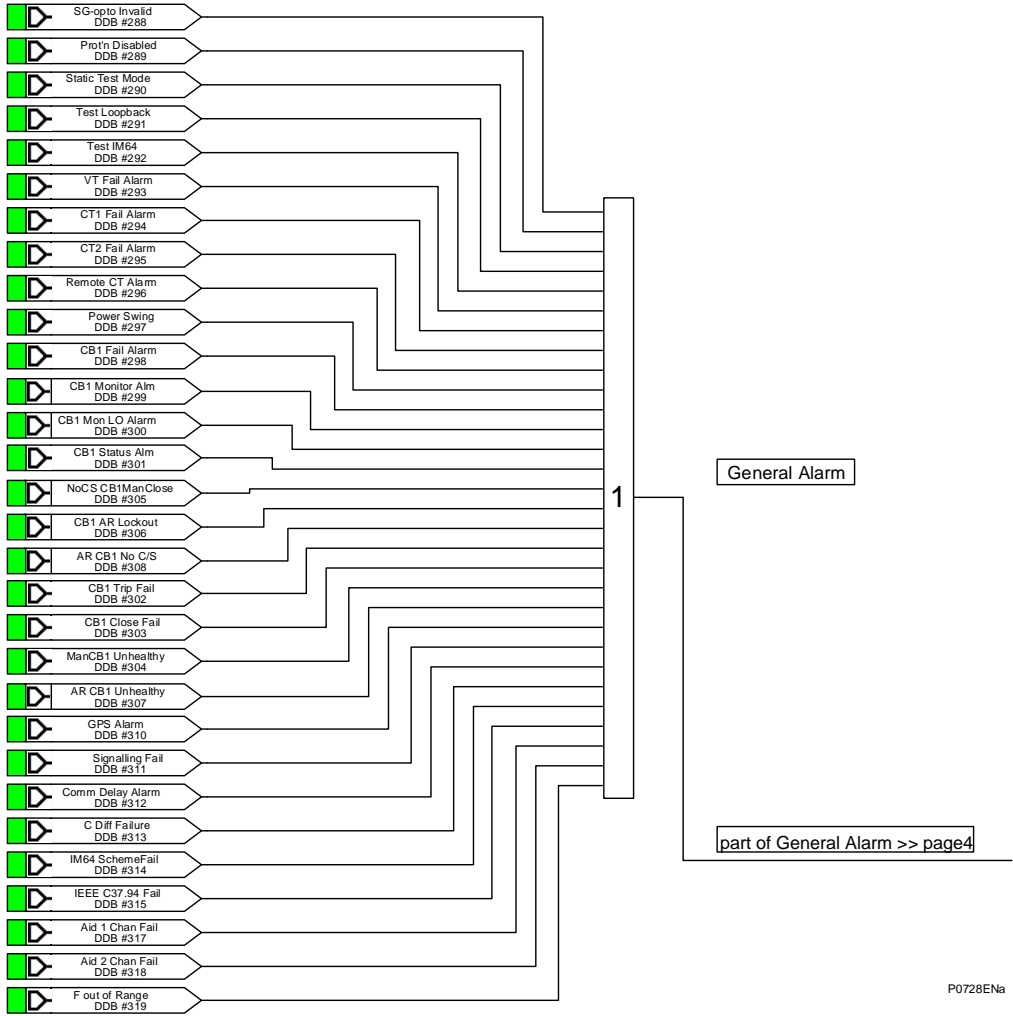 SG-opto Invalid
DDB #288
Prot'n Disabled
DDB #289
Static Test Mode
DDB #290
Test Loopback
DDB #291
Test IM64
DDB #292
VT Fail Alarm
DDB #293
CT1 Fail Alarm
DDB #294
CT2 Fail Alarm
DDB #295
Remote CT Alarm
DDB #296
Power Swing
DDB #297
CB1 Fail Alarm
DDB #298
CB1 Monitor Alm
DDB #299
CB1 Mon LO Alarm
DDB #300
CB1 Status Alm
DDB #301
NoCS CB1ManClose
DDB #305
CB1 AR Lockout
DDB #306
AR CB1 No C/S
DDB #308
CB1 Trip Fail
DDB #302
CB1 Close Fail
DDB #303
ManCB1 Unhealthy
DDB #304
AR CB1 Unhealthy
DDB #307
GPS Alarm
DDB #310
Signalling Fail
DDB #311
Comm Delay Alarm
DDB #312
C Diff Failure
DDB #313
IM64 SchemeFail
DDB #314
IEEE C37.94 Fail
DDB #315
Aid 1 Chan Fail
DDB #317
Aid 2 Chan Fail
DDB #318
F out of Range
DDB #319
1
General Alarm
part of General Alarm >> page4
P0728ENa